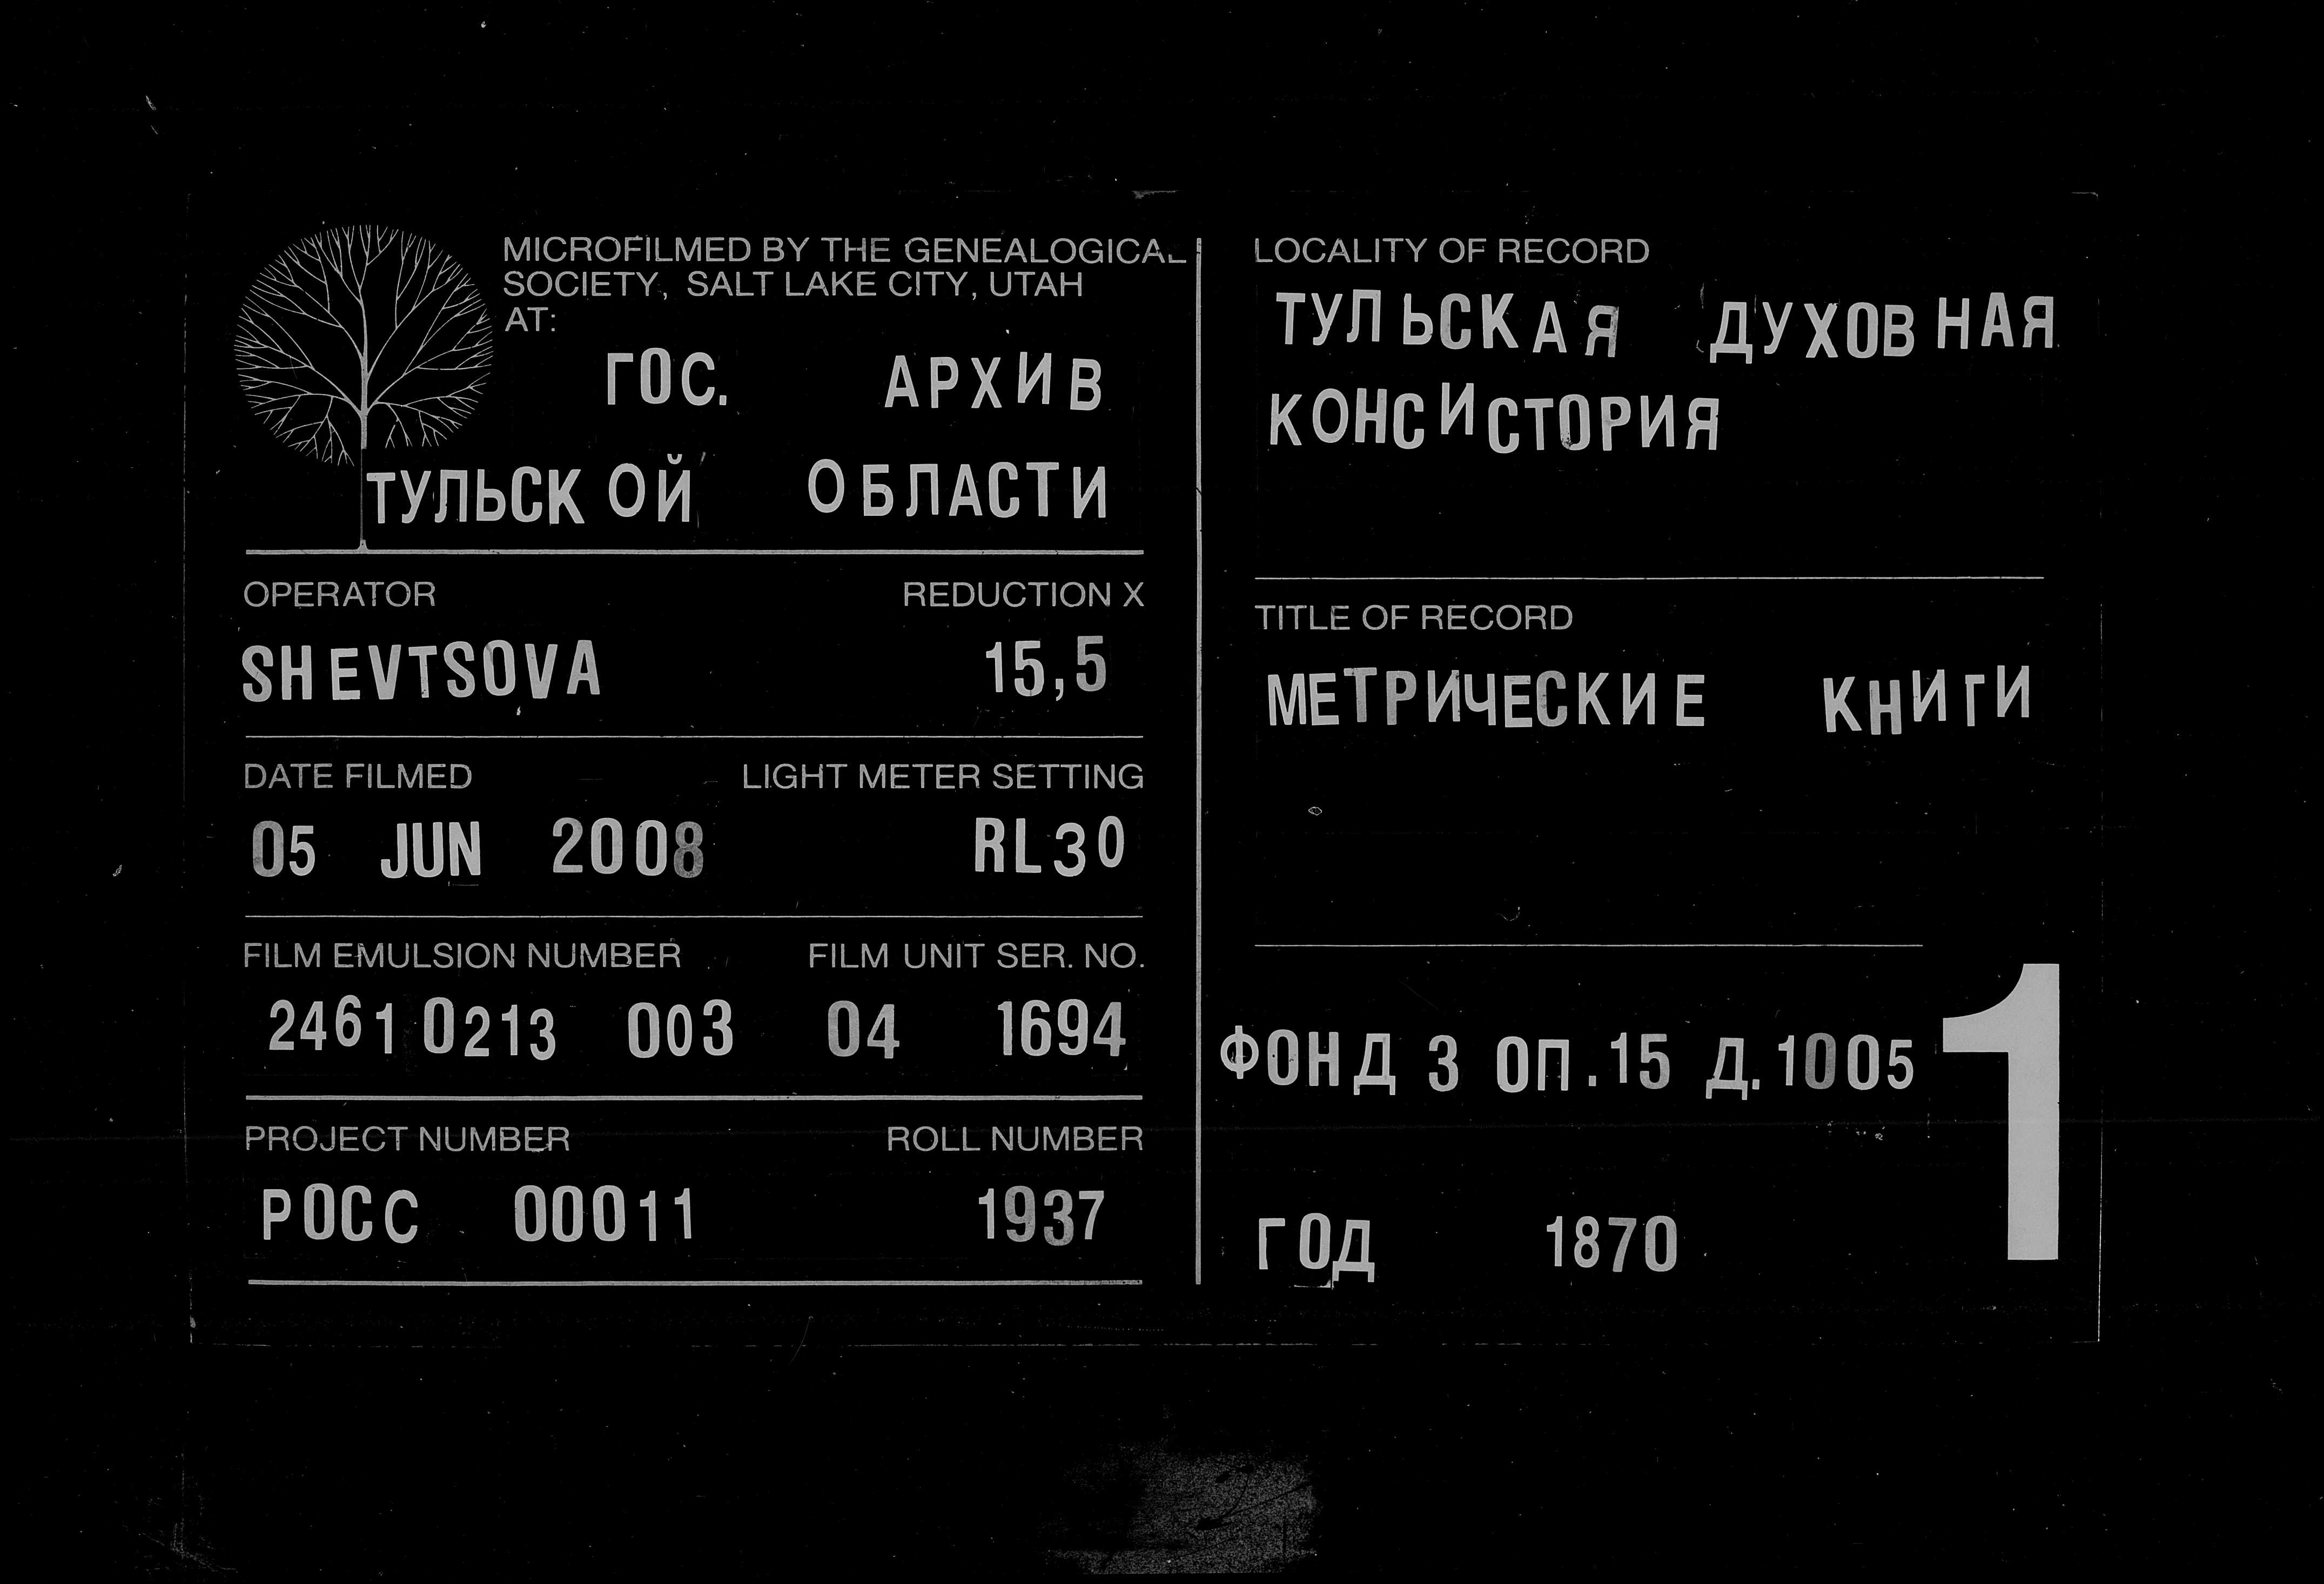 MICROFILMED BY THE GENEALOGICAL
SOCIETY, SALT LAKE CITY, UTAH
AT:
ГОС. АРХИВ
ТУЛЬСКОЙ ОБЛАСТИ
OPERATOR REDUCTION X
SHEVTSOVA 15,5
DATE FILMED LIGHT METER SETTING
05 JUN 2008 RL30
FILM EMULSION NUMBER FILM UNIT SER. NO.
24610213 003 04 1694
PROJECT NUMBER ROLL NUMBER
РОСС 00011 1937
LOCALITY OF RECORD
ТУЛЬСКАЯ ДУХОВНАЯ
КОНСИСТОРИЯ
TITLE OF RECORD
МЕТРИЧЕСКИЕ КНИГИ
ФОНД 3 ОП.15 Д.1005
ГОД 1870
1